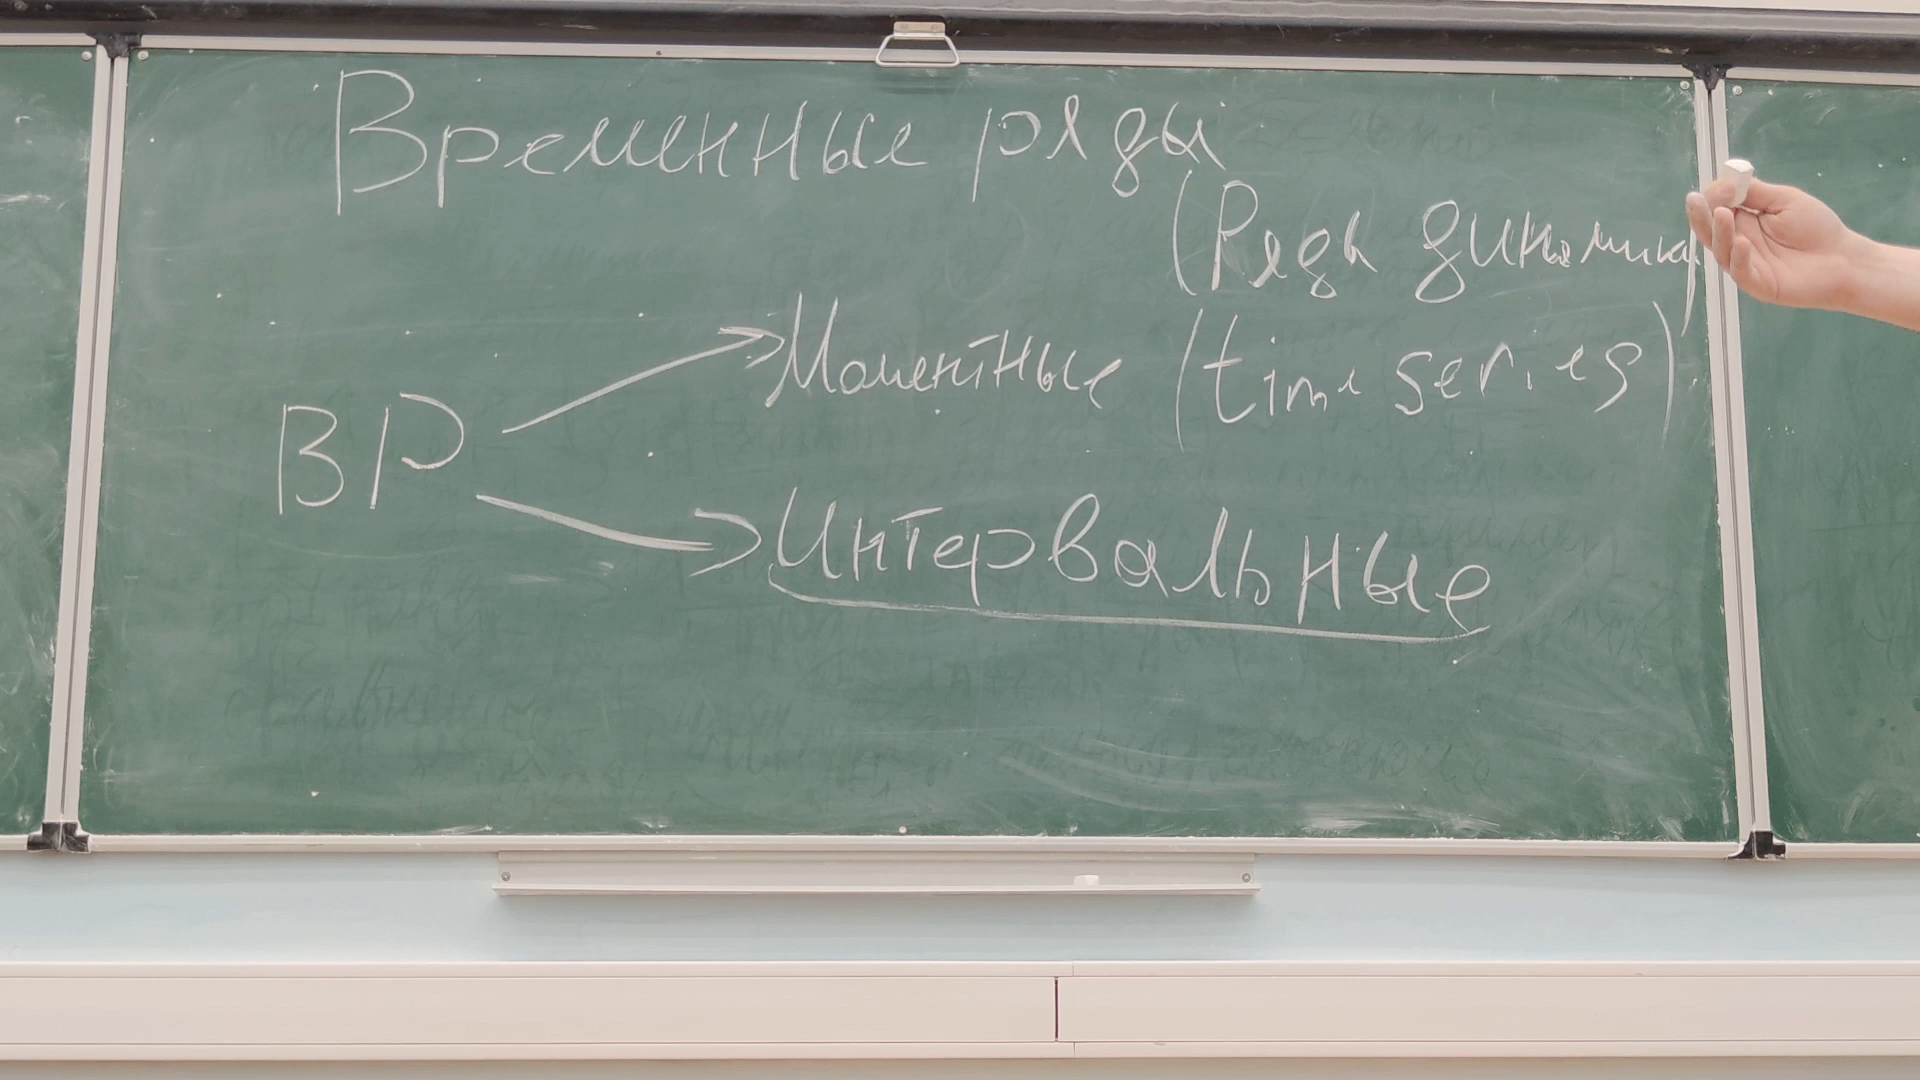 Временные ряды
(Ряды динамики)
Моментные (time series)
ВР
Интервальные